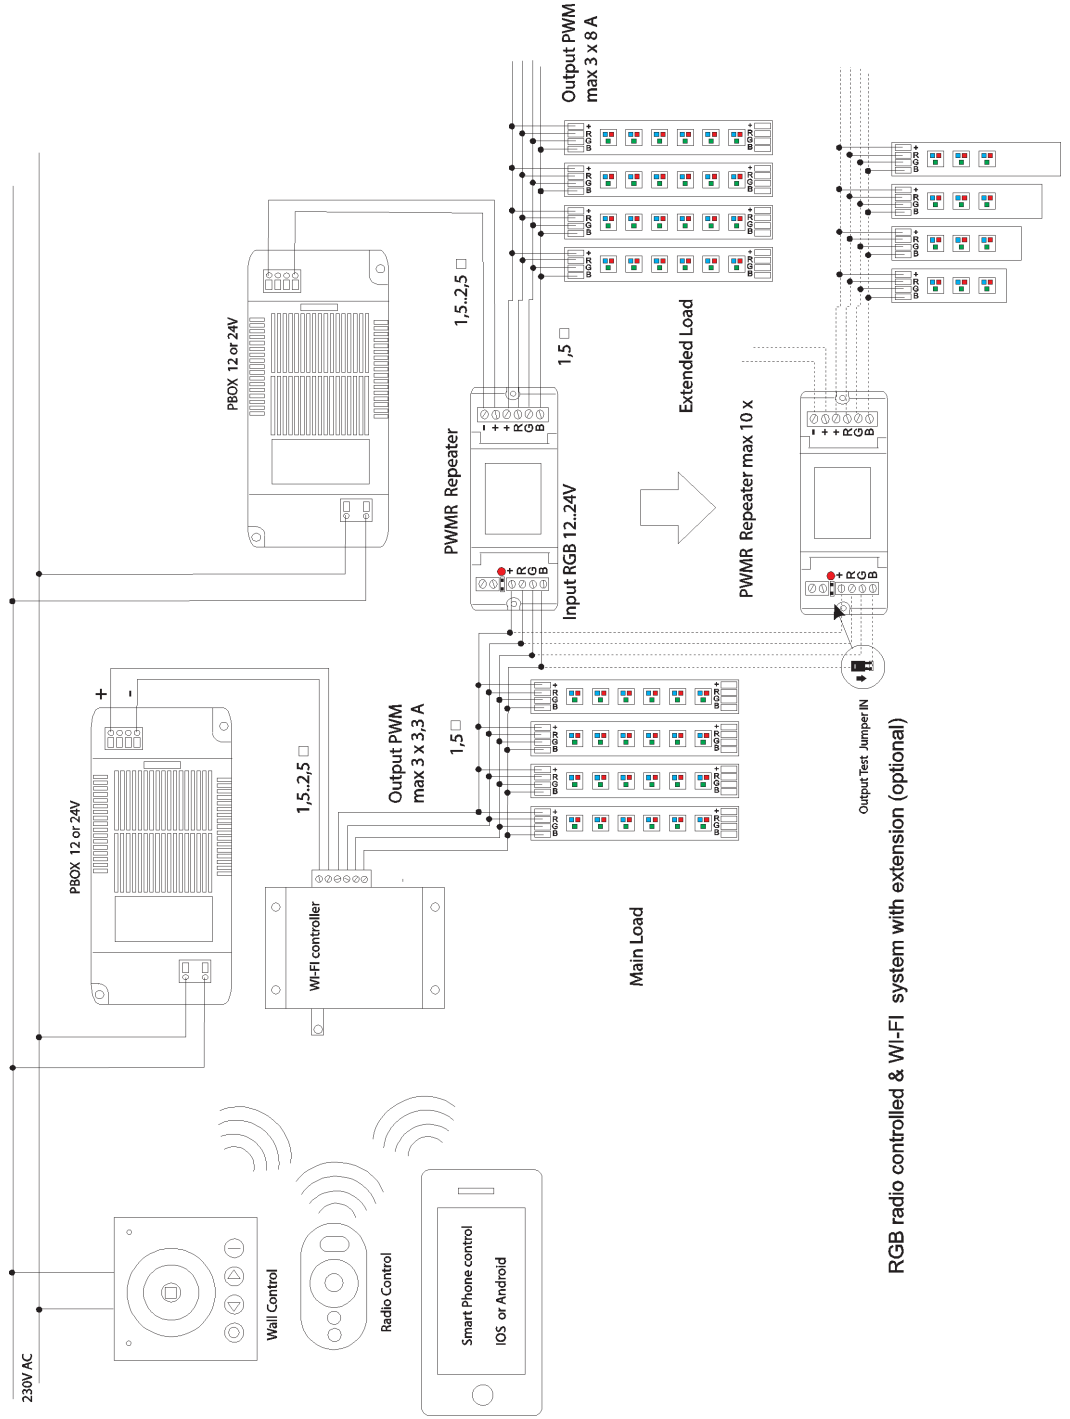 230V AC
Wall Control
Radio Control
Smart Phone control
IOS or Android
PBOX 12 or 24V
+
-
1,5..2,5 □
WI-FI controller
Output PWM
max 3 x 3,3 A
1,5 □
Main Load
+
R
G
B
+
R
G
B
+
R
G
B
+
R
G
B
+
R
G
B
+
R
G
B
+
R
G
B
+
R
G
B
PBOX 12 or 24V
1,5..2,5 □
PWMR Repeater
+
R
G
B
-
+
+
R
G
B
Input RGB 12..24V
1,5 □
Output PWM
max 3 x 8 A
+
R
G
B
+
R
G
B
+
R
G
B
+
R
G
B
+
R
G
B
+
R
G
B
+
R
G
B
+
R
G
B
Extended Load
PWMR Repeater max 10 x
+
R
G
B
-
+
+
R
G
B
+
R
G
B
+
R
G
B
+
R
G
B
+
R
G
B
Output Test Jumper IN
RGB radio controlled & WI-FI system with extension (optional)